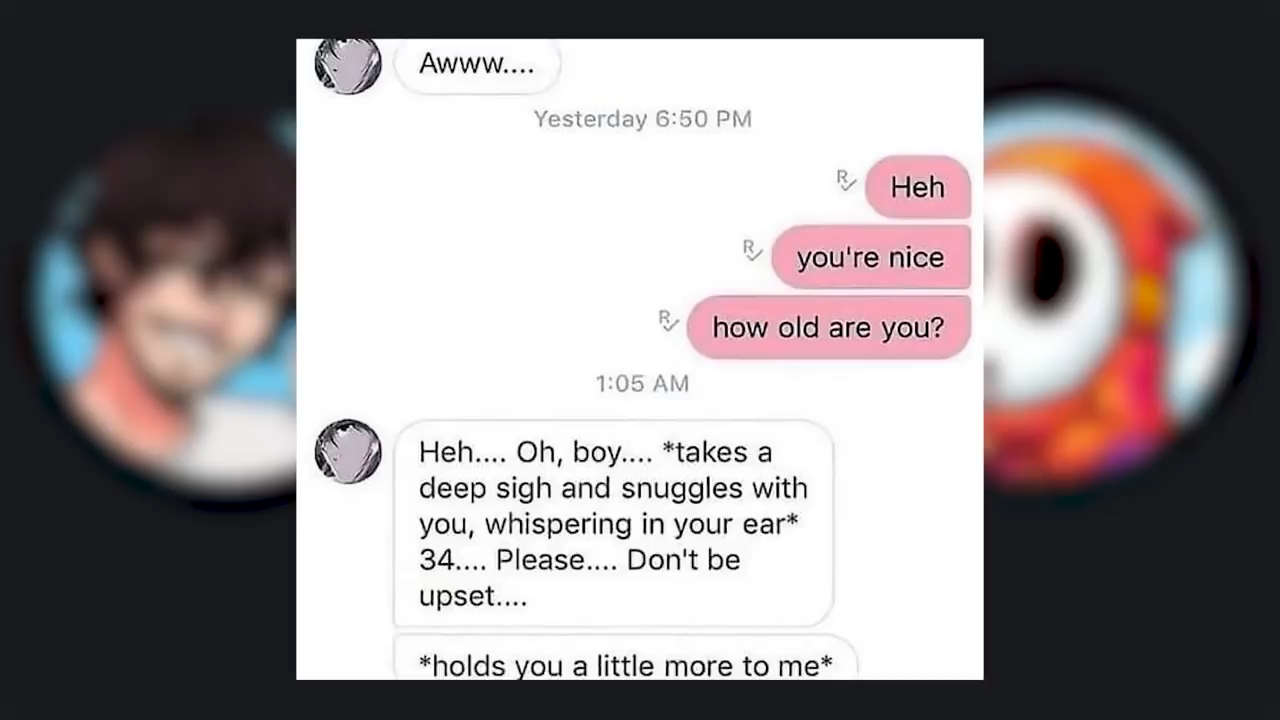 Awww....
Yesterday 6:50 PM
R
Heh
R
you're nice
R
how old are you?
1:05 AM
Heh.... Oh, boy.... *takes a
deep sigh and snuggles with
you, whispering in your ear*
34.... Please.... Don't be
upset....
*holds you a little more to me*